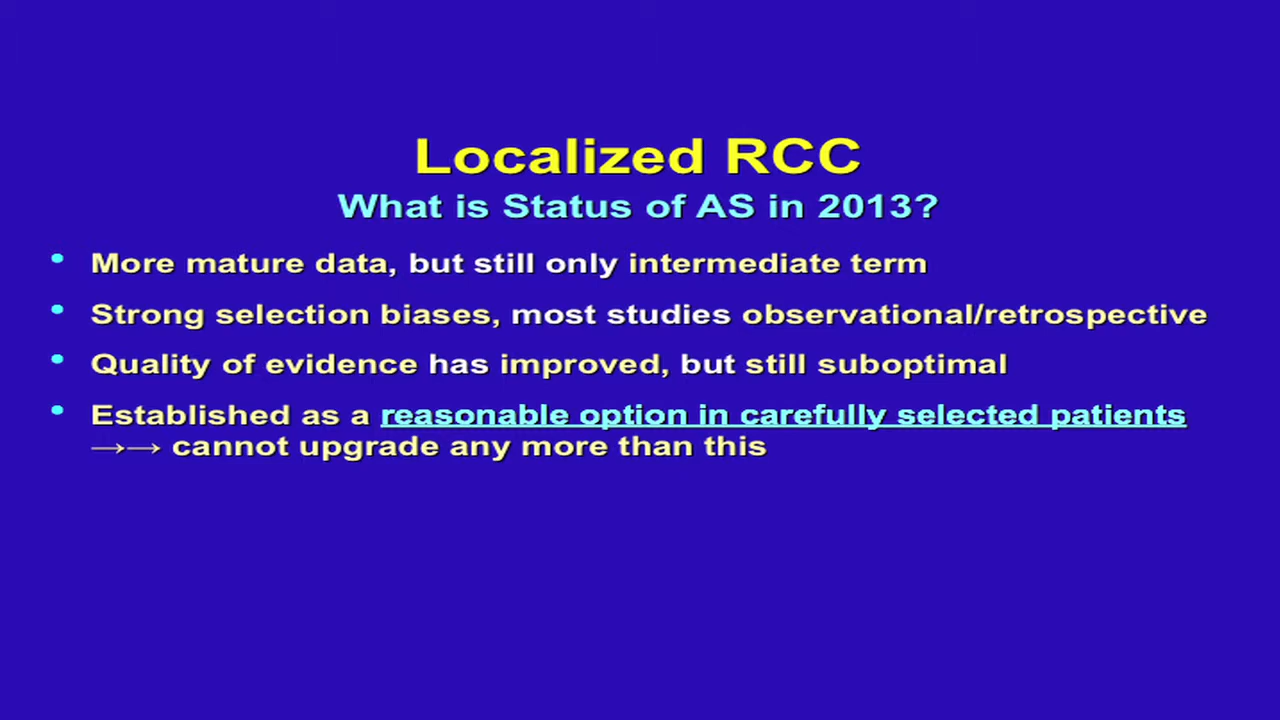 Localized RCC
What is Status of AS in 2013?
• More mature data, but still only intermediate term
• Strong selection biases, most studies observational/retrospective
• Quality of evidence has improved, but still suboptimal
• Established as a reasonable option in carefully selected patients
→→ cannot upgrade any more than this